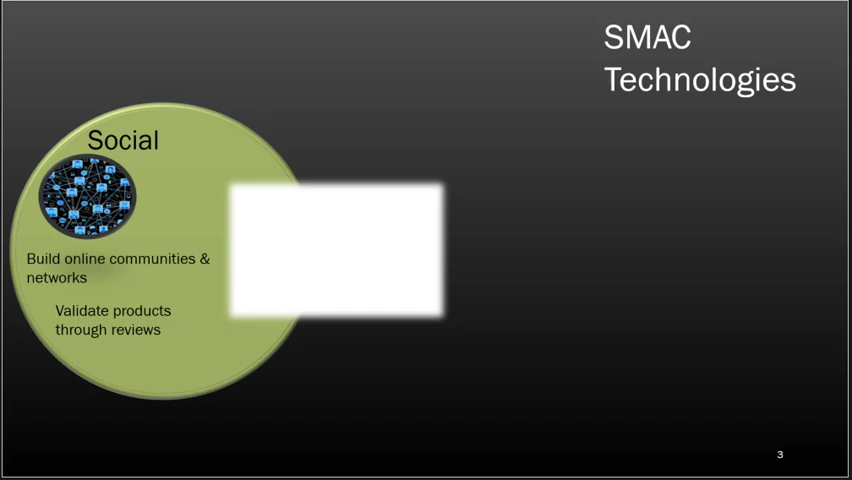 SMAC
Technologies
Social
Build online communities &
networks
Validate products
through reviews
3